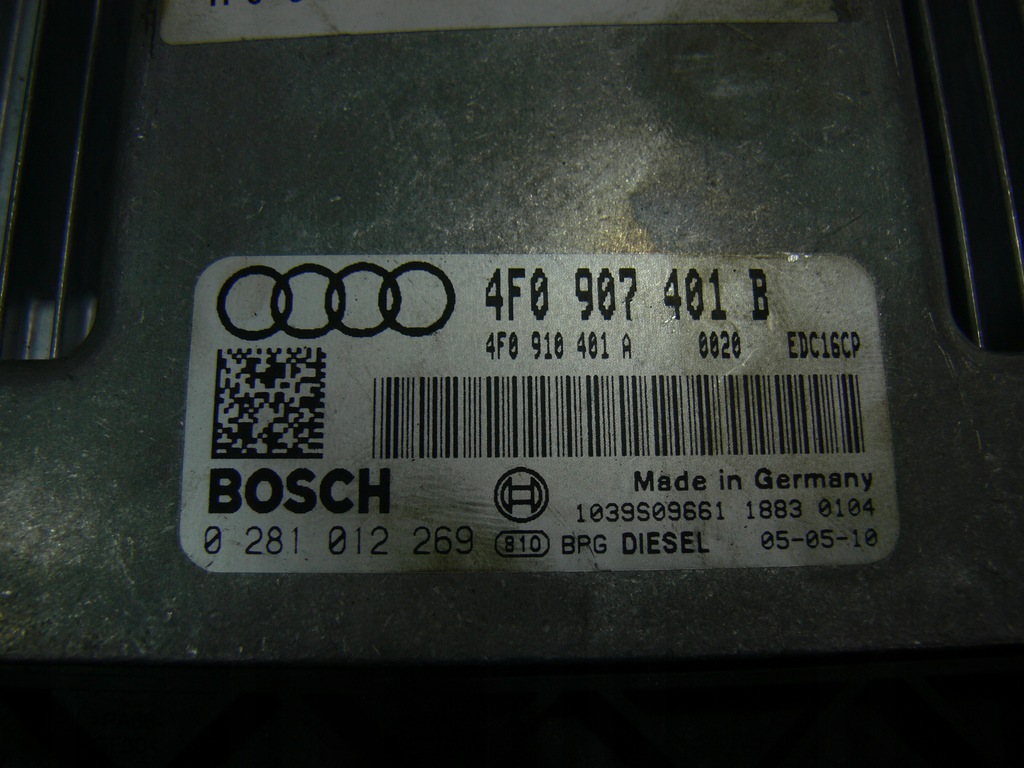 4F0 907 401 B
4F0 910 401 A 0020 EDC16CP
BOSCH
Made in Germany
1039S09661 1883 0104
0 281 012 269 810 BPG DIESEL 05-05-10